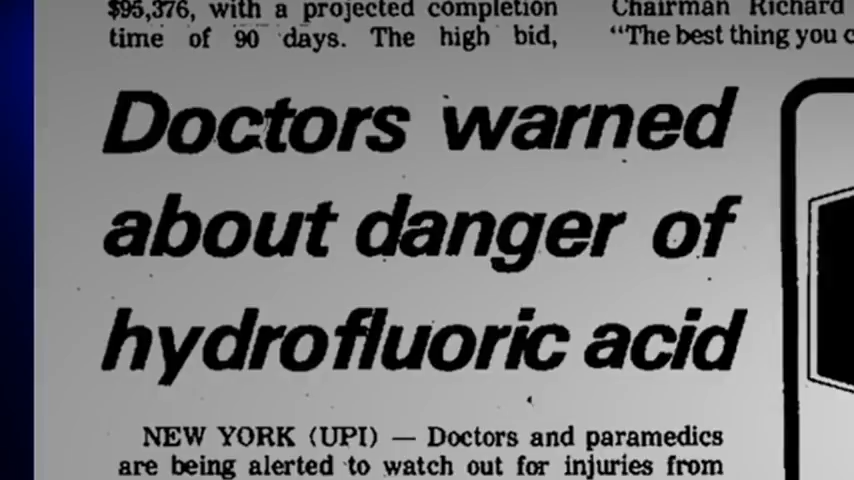 $95,376, with a projected completion
time of 90 days. The high bid,
Chairman Richard
"The best thing you c
Doctors warned
about danger of
hydrofluoric acid
NEW YORK (UPI) — Doctors and paramedics
are being alerted to watch out for injuries from